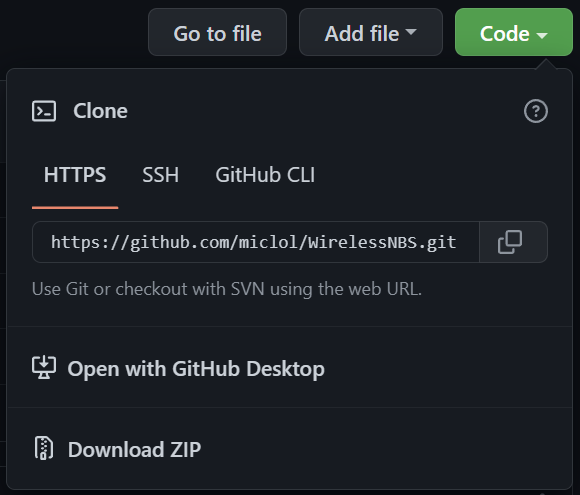 Go to file
Add file
Code
Clone
HTTPS
SSH
GitHub CLI
https://github.com/miclol/WirelessNBS.git
Use Git or checkout with SVN using the web URL.
Open with GitHub Desktop
Download ZIP